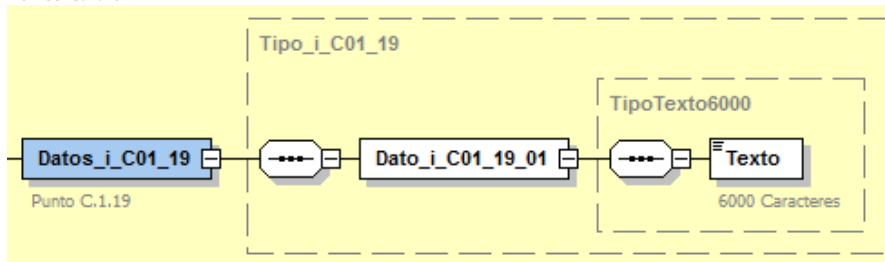 Tipo_i_C01_19
TipoTexto6000
Datos_i_C01_19
Dato_i_C01_19_01
Texto
Punto C.1.19
6000 Caracteres